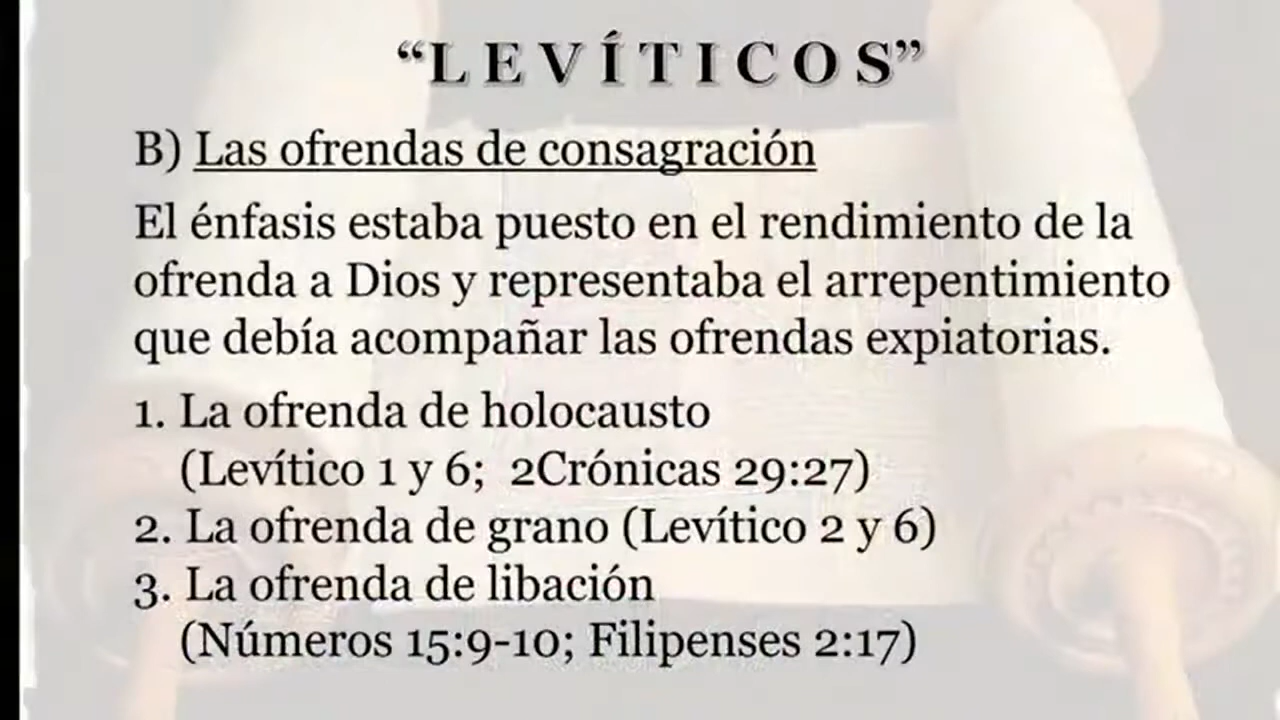 “LEVÍTICOS”
B) Las ofrendas de consagración
El énfasis estaba puesto en el rendimiento de la
ofrenda a Dios y representaba el arrepentimiento
que debía acompañar las ofrendas expiatorias.
1. La ofrenda de holocausto
(Levítico 1 y 6;  2Crónicas 29:27)
2. La ofrenda de grano (Levítico 2 y 6)
3. La ofrenda de libación
(Números 15:9-10; Filipenses 2:17)